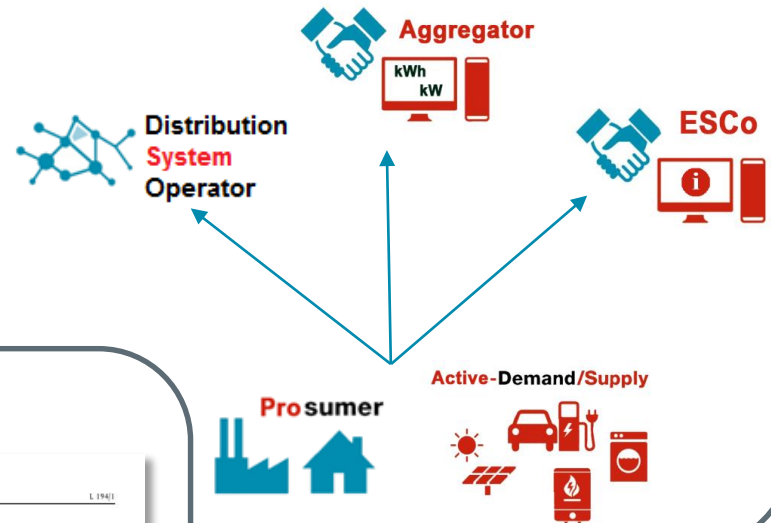 Aggregator
kWh
kW
Distribution
System
Operator
ESCo
i
Active-Demand/Supply
Prosumer
L 194/1